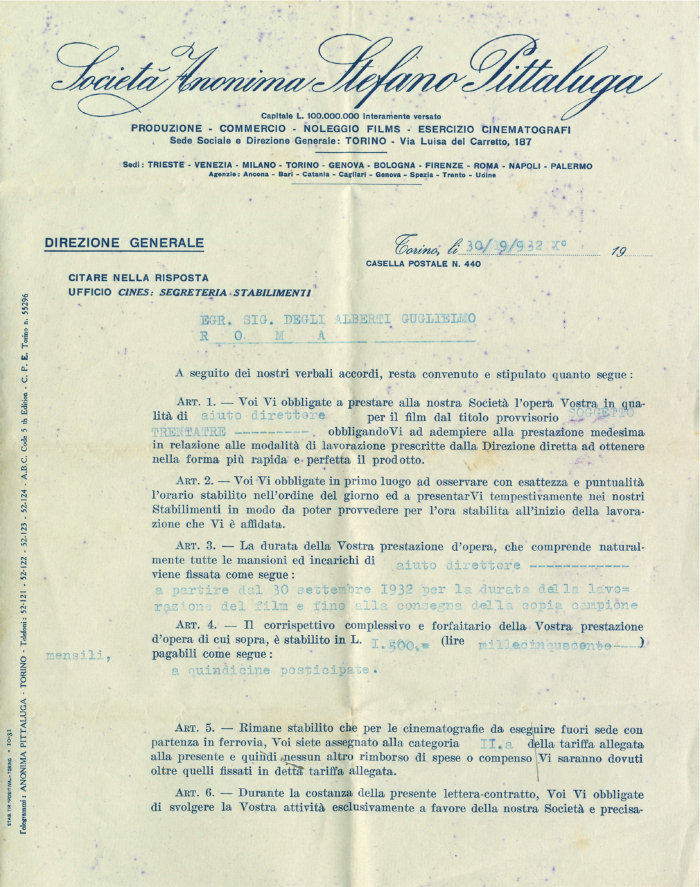 Società Anonima Stefano Pittaluga
Capitale L. 100.000.000 interamente versato
PRODUZIONE - COMMERCIO - NOLEGGIO FILMS - ESERCIZIO CINEMATOGRAFI
Sede Sociale e Direzione Generale: TORINO - Via Luisa del Carretto, 187
Sedi: TRIESTE - VENEZIA - MILANO - TORINO - GENOVA - BOLOGNA - FIRENZE - ROMA - NAPOLI - PALERMO
Agenzie: Ancona - Bari - Catania - Cagliari - Genova - Spezia - Trento - Udine
DIREZIONE GENERALE
Torino, li 30/9/932 X° 19
CASELLA POSTALE N. 440
CITARE NELLA RISPOSTA
UFFICIO CINES: SEGRETERIA STABILIMENTI
EGR. SIG. DEGLI ALBERTI GUGLIELMO
R O M A
A seguito dei nostri verbali accordi, resta convenuto e stipulato quanto segue:
ART. 1. — Voi Vi obbligate a prestare alla nostra Società l'opera Vostra in qua-
lità di aiuto direttore per il film dal titolo provvisorio SOGGETTO
TRENTATRE --------- obbligandoVi ad adempiere alla prestazione medesima
in relazione alle modalità di lavorazione prescritte dalla Direzione diretta ad ottenere
nella forma più rapida e perfetta il prodotto.
ART. 2. — Voi Vi obbligate in primo luogo ad osservare con esattezza e puntualità
l'orario stabilito nell'ordine del giorno ed a presentarVi tempestivamente nei nostri
Stabilimenti in modo da poter provvedere per l'ora stabilita all'inizio della lavora-
zione che Vi è affidata.
ART. 3. — La durata della Vostra prestazione d'opera, che comprende natural-
mente tutte le mansioni ed incarichi di aiuto direttore ------------
viene fissata come segue:
a partire dal 30 settembre 1932 per la durata della lavo=
razione del film e fino alla consegna della copia campione
ART. 4. — Il corrispettivo complessivo e forfaitario della Vostra prestazione
d'opera di cui sopra, è stabilito in L. I.500.= (lire millecinquecento----)
mensili, pagabili come segue:
a quindicine posticipate.
ART. 5. — Rimane stabilito che per le cinematografie da eseguire fuori sede con
partenza in ferrovia, Voi siete assegnato alla categoria II.a della tariffa allegata
alla presente e quindi nessun altro rimborso di spese o compenso Vi saranno dovuti
oltre quelli fissati in detta tariffa allegata.
ART. 6. — Durante la costanza della presente lettera-contratto, Voi Vi obbligate
di svolgere la Vostra attività esclusivamente a favore della nostra Società e precisa-
Telegrammi: ANONIMA PITTALUGA - TORINO - Telefoni: 52-121 - 52-122 - 52-123 - 52-124 - A.B.C. Code 5 th Edition - C. P. E. Torino n. 55296